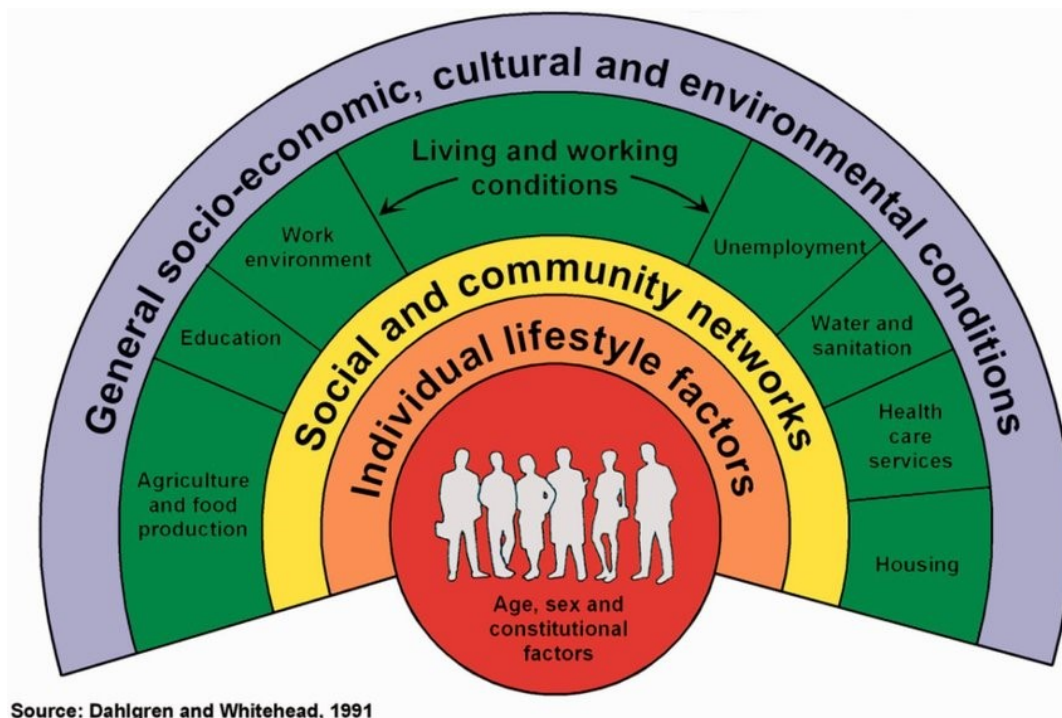 General socio-economic, cultural and environmental conditions
Living and working
conditions
Agriculture
and food
production
Education
Work
environment
Unemployment
Water and
sanitation
Health
care
services
Housing
Social and community networks
Individual lifestyle factors
Age, sex and
constitutional
factors
Source: Dahlgren and Whitehead, 1991